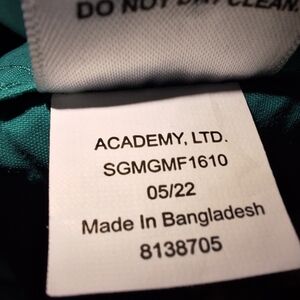 DO NOT DRY CLEAN.
ACADEMY, LTD.
SGMGMF1610
05/22
Made In Bangladesh
8138705